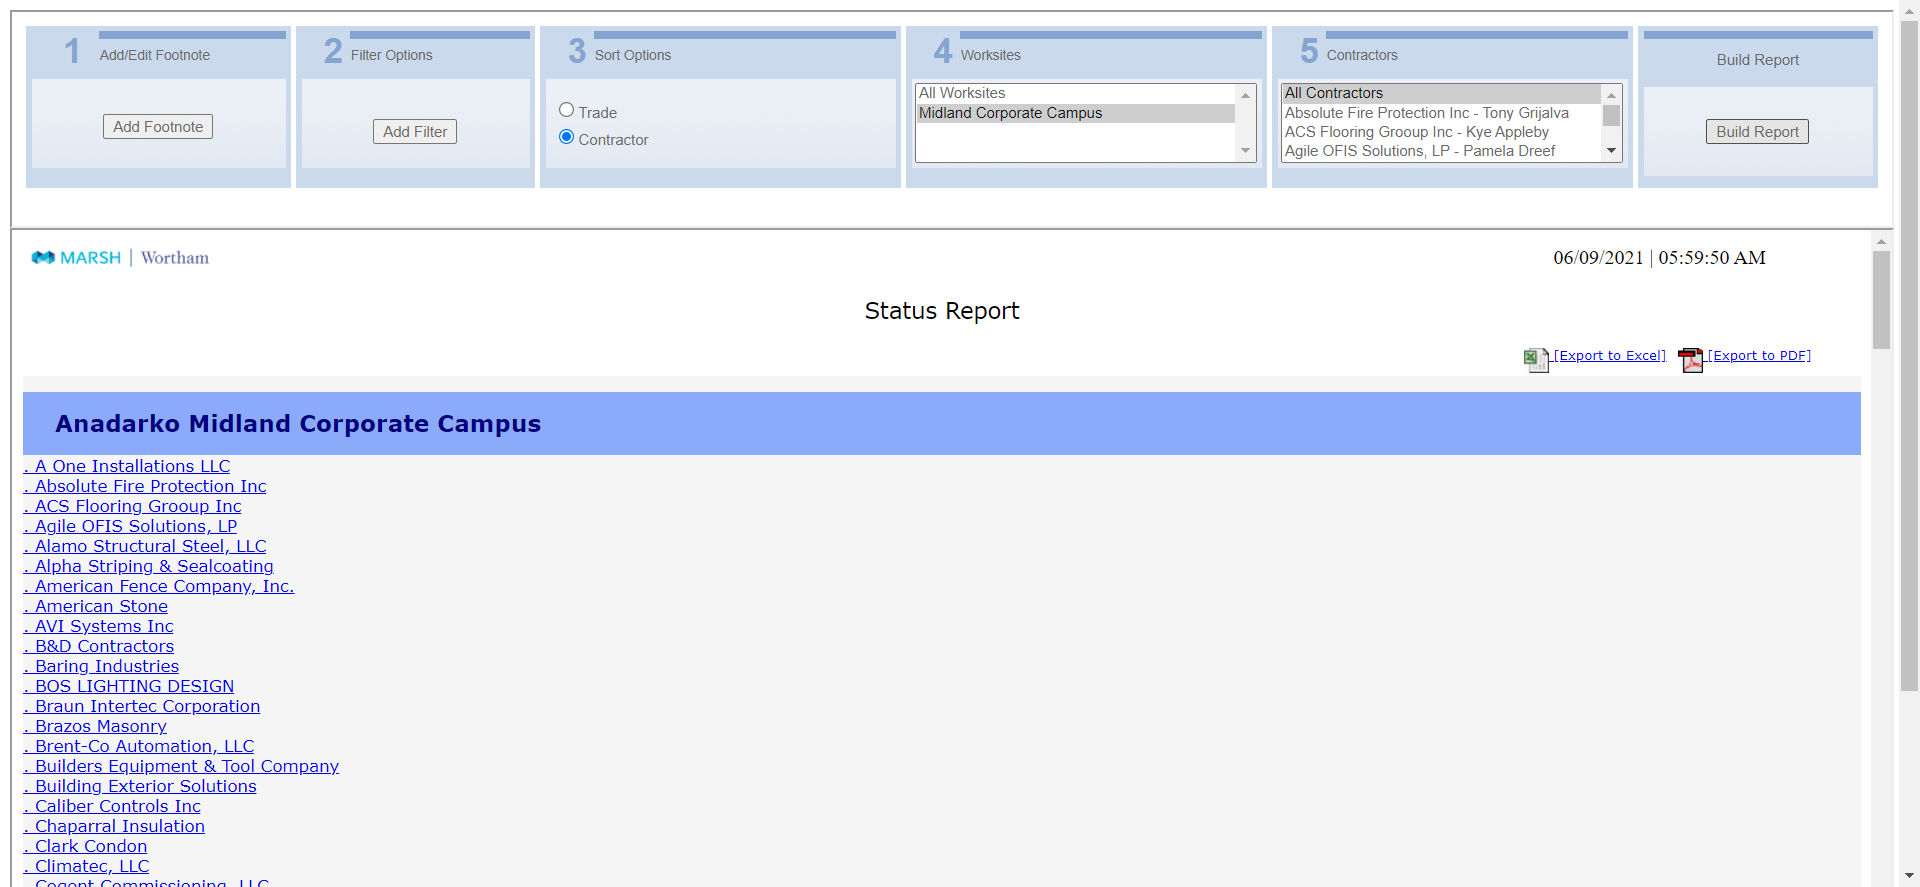 1 Add/Edit Footnote
Add Footnote
2 Filter Options
Add Filter
3 Sort Options
Trade
Contractor
4 Worksites
All Worksites
Midland Corporate Campus
5 Contractors
All Contractors
Absolute Fire Protection Inc - Tony Grijalva
ACS Flooring Grooup Inc - Kye Appleby
Agile OFIS Solutions, LP - Pamela Dreef
Build Report
Build Report
MARSH | Wortham
06/09/2021 | 05:59:50 AM
Status Report
[Export to Excel] [Export to PDF]
Anadarko Midland Corporate Campus
. A One Installations LLC
. Absolute Fire Protection Inc
. ACS Flooring Grooup Inc
. Agile OFIS Solutions, LP
. Alamo Structural Steel, LLC
. Alpha Striping & Sealcoating
. American Fence Company, Inc.
. American Stone
. AVI Systems Inc
. B&D Contractors
. Baring Industries
. BOS LIGHTING DESIGN
. Braun Intertec Corporation
. Brazos Masonry
. Brent-Co Automation, LLC
. Builders Equipment & Tool Company
. Building Exterior Solutions
. Caliber Controls Inc
. Chaparral Insulation
. Clark Condon
. Climatec, LLC
. Cogent Commissioning, LLC